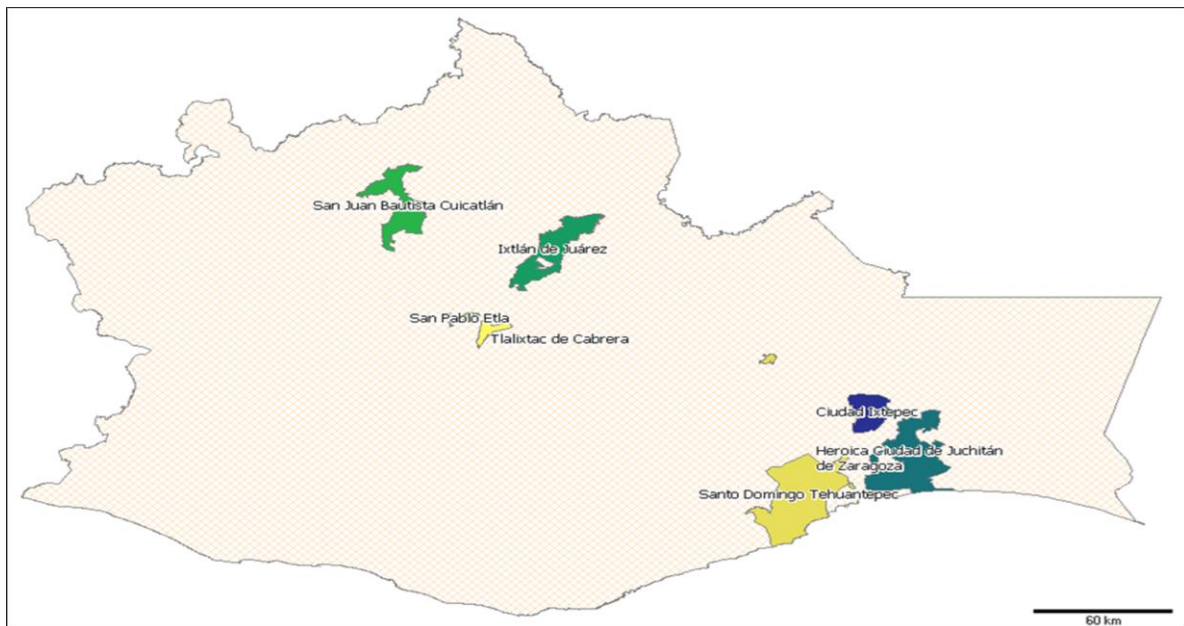 San Juan Bautista Cuicatlán
Ixtlán de Juárez
San Pablo Etla
Tlalixtac de Cabrera
Ciudad Ixtepec
Heroica Ciudad de Juchitán
de Zaragoza
Santo Domingo Tehuantepec
60 km